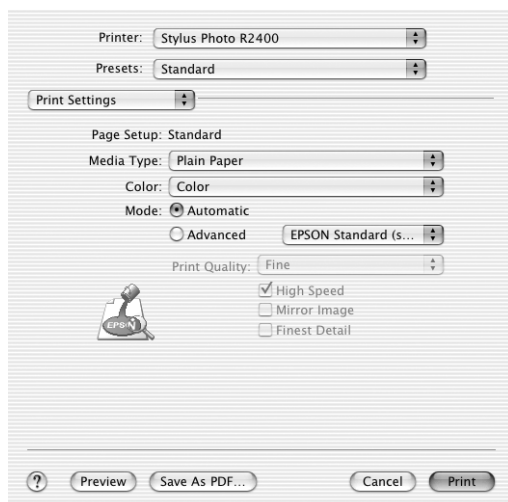 Printer: Stylus Photo R2400
Presets: Standard
Print Settings
Page Setup: Standard
Media Type: Plain Paper
Color: Color
Mode: Automatic
Advanced EPSON Standard (s...
Print Quality: Fine
High Speed
Mirror Image
EPSON
Finest Detail
? Preview Save As PDF... Cancel Print